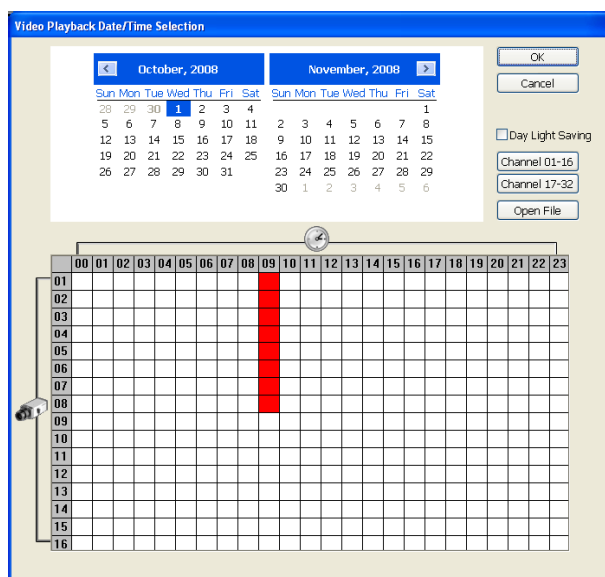 Video Playback Date/Time Selection
October, 2008
Sun Mon Tue Wed Thu Fri Sat
28 29 30 1 2 3 4
5 6 7 8 9 10 11
12 13 14 15 16 17 18
19 20 21 22 23 24 25
26 27 28 29 30 31
November, 2008
Sun Mon Tue Wed Thu Fri Sat
1
2 3 4 5 6 7 8
9 10 11 12 13 14 15
16 17 18 19 20 21 22
23 24 25 26 27 28 29
30 1 2 3 4 5 6
OK
Cancel
Day Light Saving
Channel 01-16
Channel 17-32
Open File
00 01 02 03 04 05 06 07 08 09 10 11 12 13 14 15 16 17 18 19 20 21 22 23
01
02
03
04
05
06
07
08
09
10
11
12
13
14
15
16